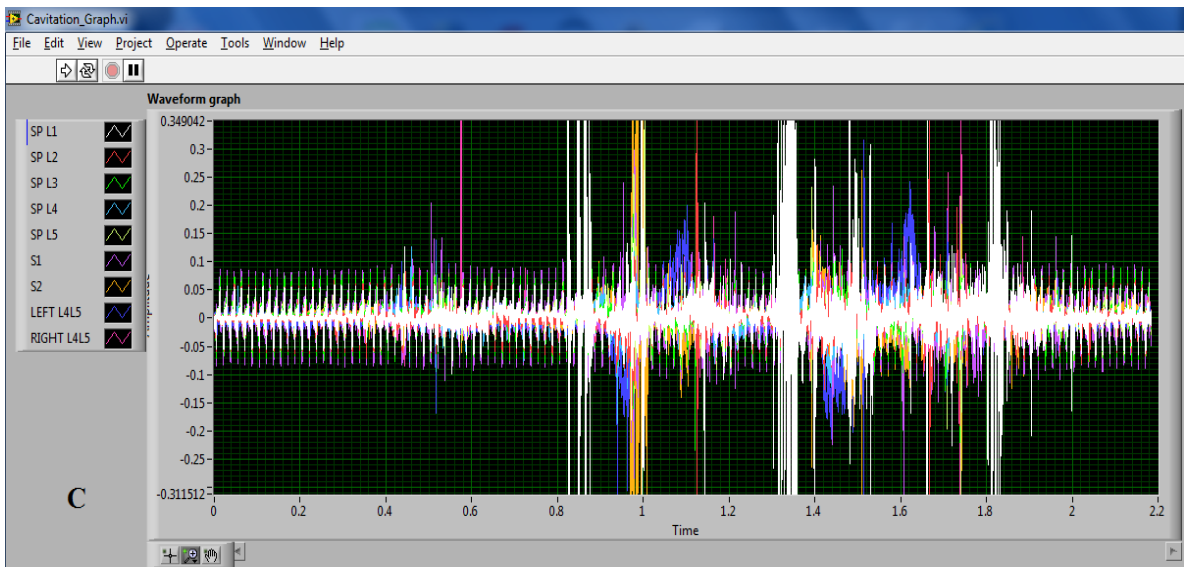 Cavitation_Graph.vi
File Edit View Project Operate Tools Window Help
Waveform graph
SP L1
SP L2
SP L3
SP L4
SP L5
S1
S2
LEFT L4L5
RIGHT L4L5
0.349042
0.3
0.25
0.2
0.15
0.1
0.05
0
-0.05
-0.1
-0.15
-0.2
-0.25
-0.311512
Amplitude
0 0.2 0.4 0.6 0.8 1 1.2 1.4 1.6 1.8 2 2.2
Time
C